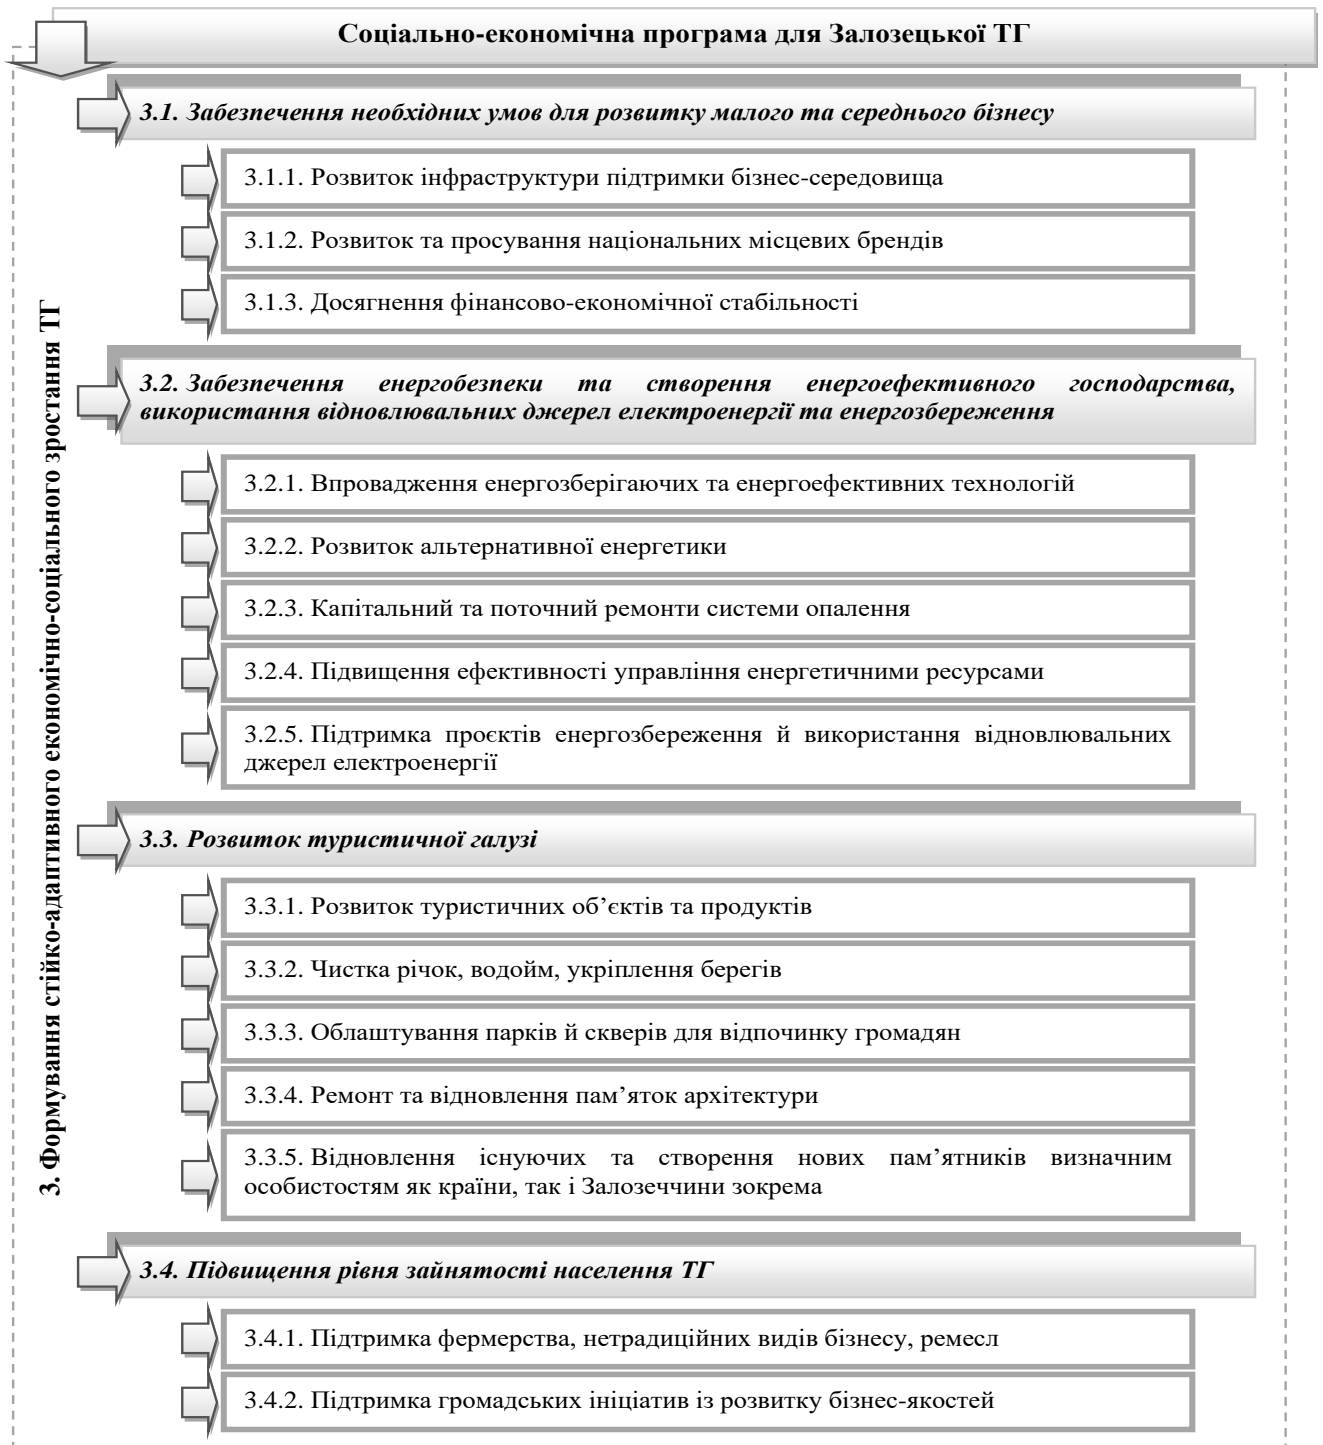 Соціально-економічна програма для Залозецької ТГ
3. Формування стійко-адаптивного економічно-соціального зростання ТГ
3.1. Забезпечення необхідних умов для розвитку малого та середнього бізнесу
3.1.1. Розвиток інфраструктури підтримки бізнес-середовища
3.1.2. Розвиток та просування національних місцевих брендів
3.1.3. Досягнення фінансово-економічної стабільності
3.2. Забезпечення енергобезпеки та створення енергоефективного господарства,
використання відновлювальних джерел електроенергії та енергозбереження
3.2.1. Впровадження енергозберігаючих та енергоефективних технологій
3.2.2. Розвиток альтернативної енергетики
3.2.3. Капітальний та поточний ремонти системи опалення
3.2.4. Підвищення ефективності управління енергетичними ресурсами
3.2.5. Підтримка проєктів енергозбереження й використання відновлювальних
джерел електроенергії
3.3. Розвиток туристичної галузі
3.3.1. Розвиток туристичних об’єктів та продуктів
3.3.2. Чистка річок, водойм, укріплення берегів
3.3.3. Облаштування парків й скверів для відпочинку громадян
3.3.4. Ремонт та відновлення пам’яток архітектури
3.3.5. Відновлення існуючих та створення нових пам’ятників визначним
особистостям як країни, так і Залозеччини зокрема
3.4. Підвищення рівня зайнятості населення ТГ
3.4.1. Підтримка фермерства, нетрадиційних видів бізнесу, ремесл
3.4.2. Підтримка громадських ініціатив із розвитку бізнес-якостей